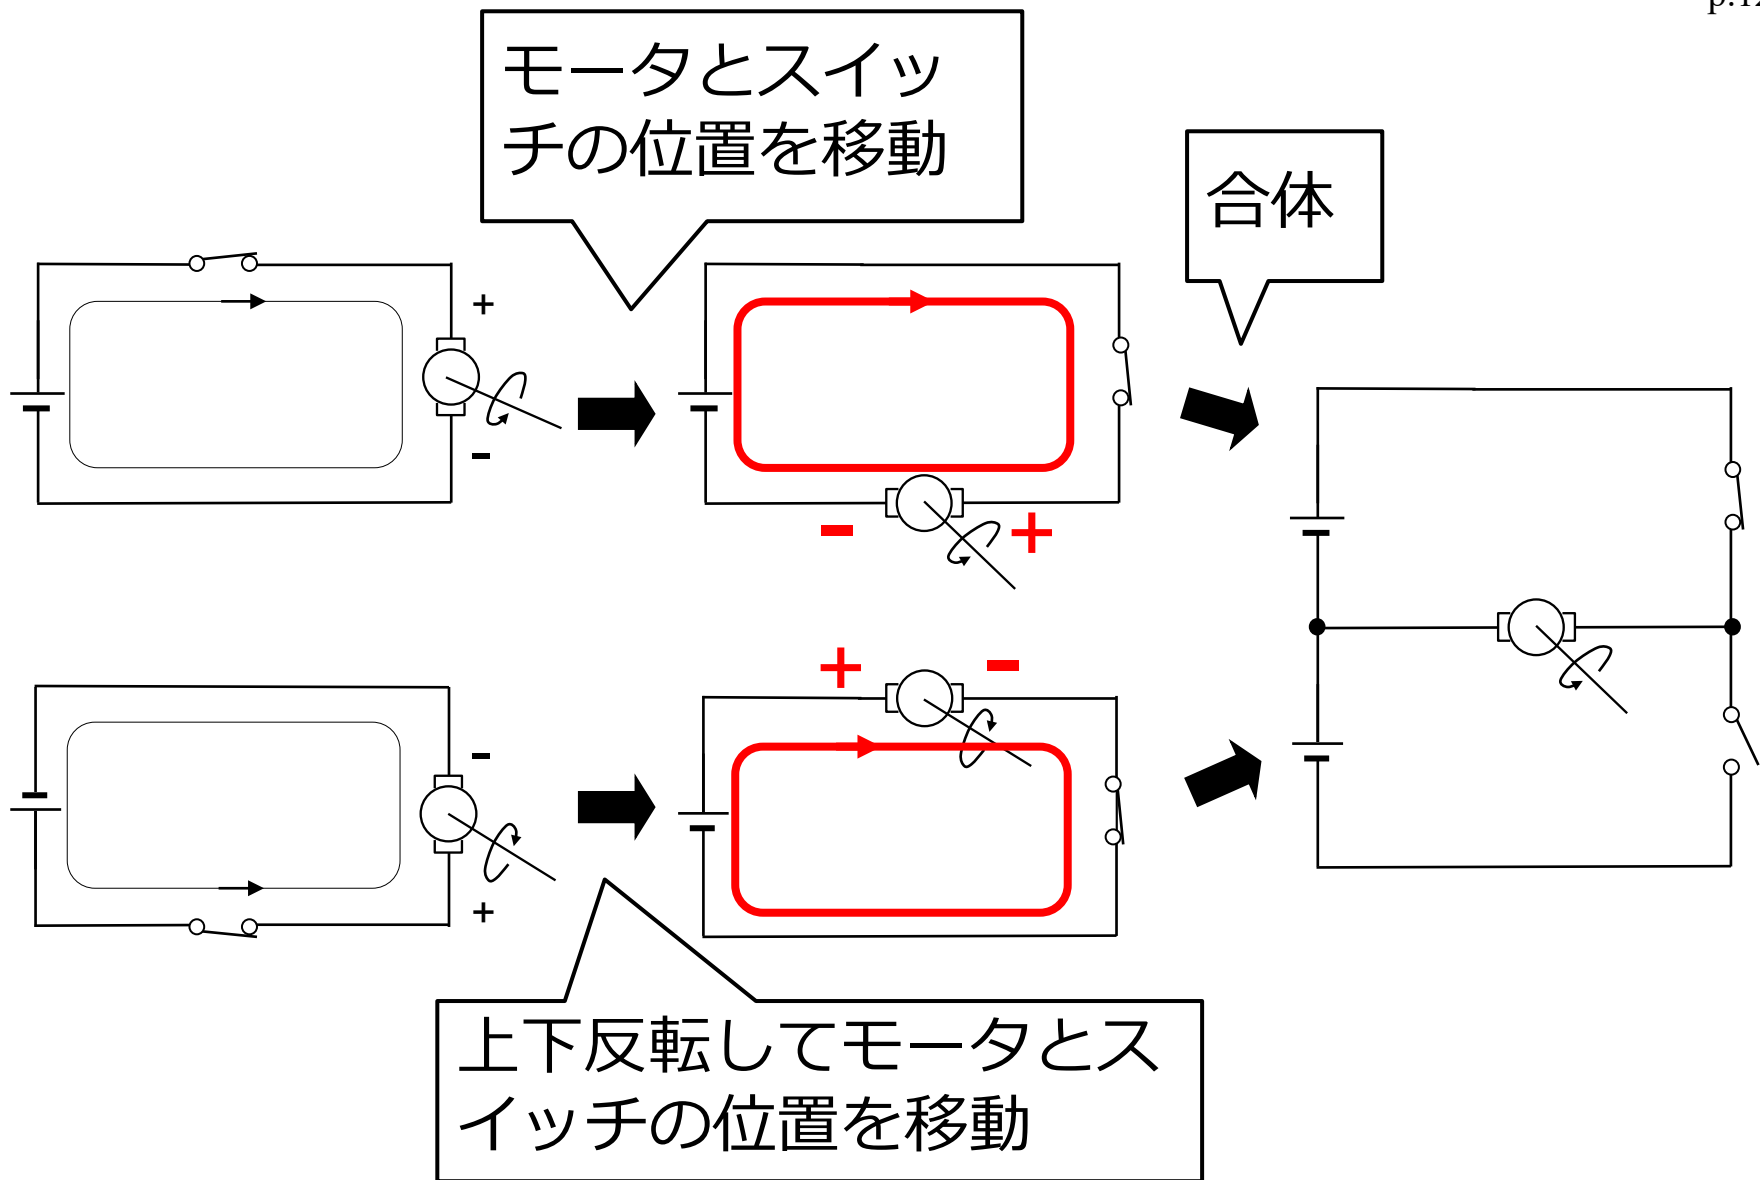 モータとスイッ
チの位置を移動
合体
+
-
-
+
+
-
-
+
上下反転してモータとス
イッチの位置を移動